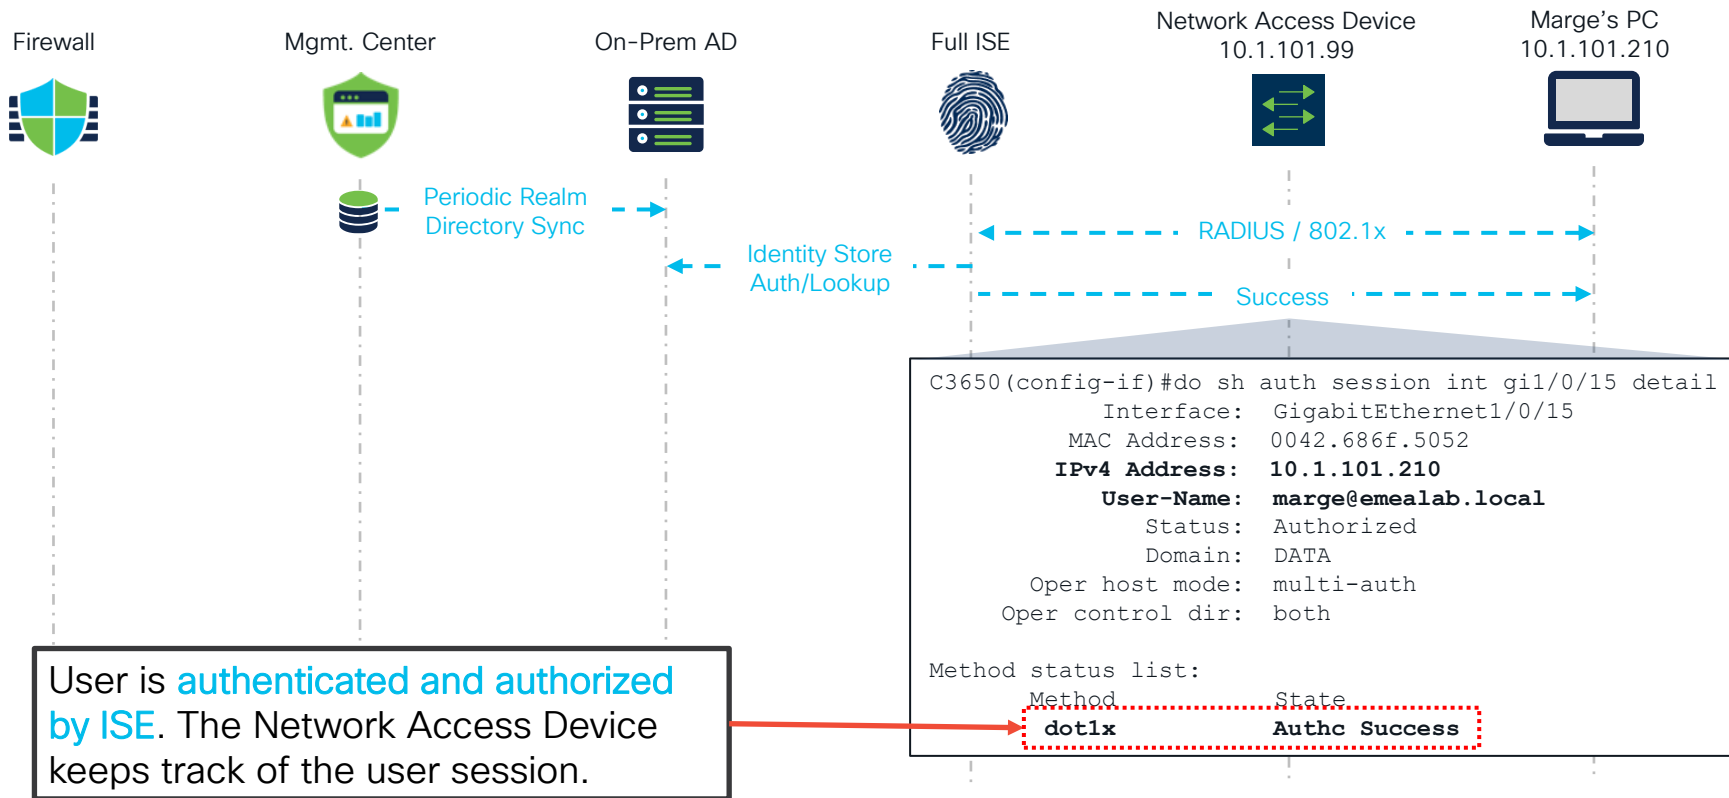 Firewall
Mgmt. Center
On-Prem AD
Full ISE
Network Access Device
10.1.101.99
Marge's PC
10.1.101.210
Periodic Realm
Directory Sync
RADIUS / 802.1x
Identity Store
Auth/Lookup
Success
C3650(config-if)#do sh auth session int gi1/0/15 detail
Interface: GigabitEthernet1/0/15
MAC Address: 0042.686f.5052
IPv4 Address: 10.1.101.210
User-Name: marge@emealab.local
Status: Authorized
Domain: DATA
Oper host mode: multi-auth
Oper control dir: both
Method status list:
Method State
dot1x Authc Success
User is authenticated and authorized
by ISE. The Network Access Device
keeps track of the user session.